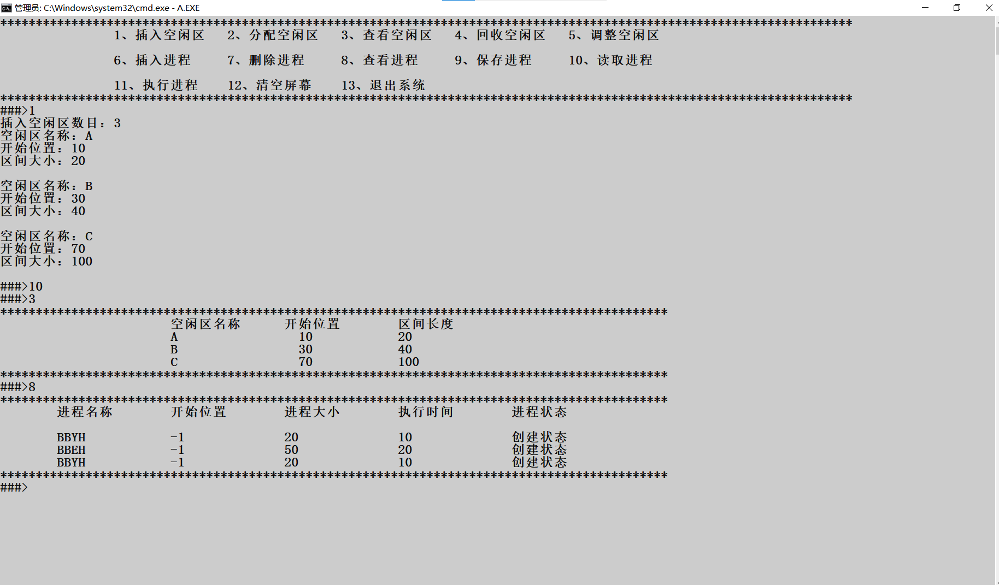 管理员: C:\Windows\system32\cmd.exe - A.EXE
************************************************************************************************************************
1、插入空闲区 2、分配空闲区 3、查看空闲区 4、回收空闲区 5、调整空闲区
6、插入进程 7、删除进程 8、查看进程 9、保存进程 10、读取进程
11、执行进程 12、清空屏幕 13、退出系统
************************************************************************************************************************
###>1
插入空闲区数目：3
空闲区名称：A
开始位置：10
区间大小：20
空闲区名称：B
开始位置：30
区间大小：40
空闲区名称：C
开始位置：70
区间大小：100
###>10
###>3
**********************************************************************************************
空闲区名称 开始位置 区间长度
A 10 20
B 30 40
C 70 100
**********************************************************************************************
###>8
**********************************************************************************************
进程名称 开始位置 进程大小 执行时间 进程状态
BBYH -1 20 10 创建状态
BBEH -1 50 20 创建状态
BBYH -1 20 10 创建状态
**********************************************************************************************
###>